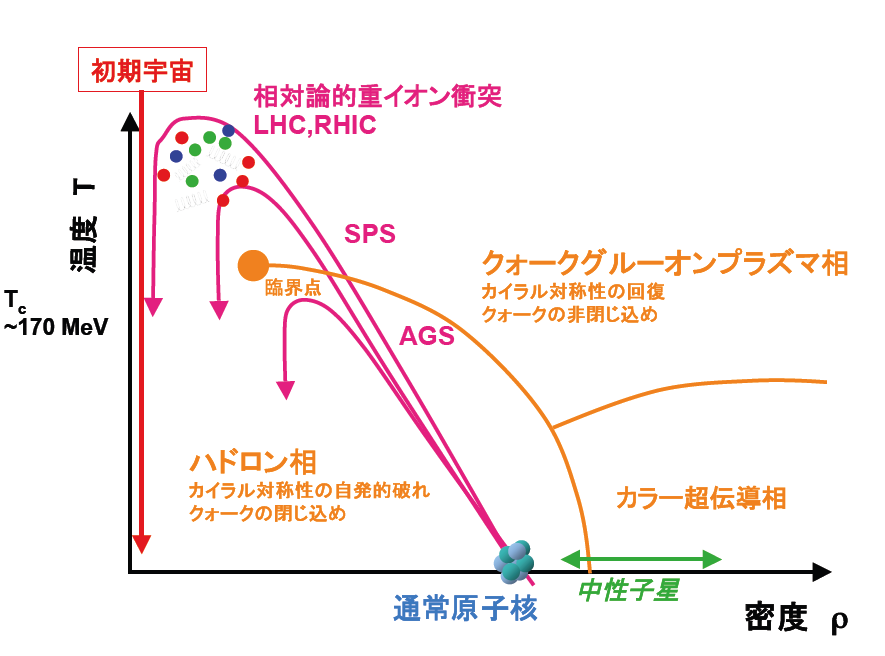 初期宇宙
相対論的重イオン衝突
LHC,RHIC
温度 T
SPS
臨界点
クォークグルーオンプラズマ相
カイラル対称性の回復
クォークの非閉じ込め
Tc
~170 MeV
AGS
ハドロン相
カイラル対称性の自発的破れ
クォークの閉じ込め
カラー超伝導相
通常原子核
中性子星
密度 ρ